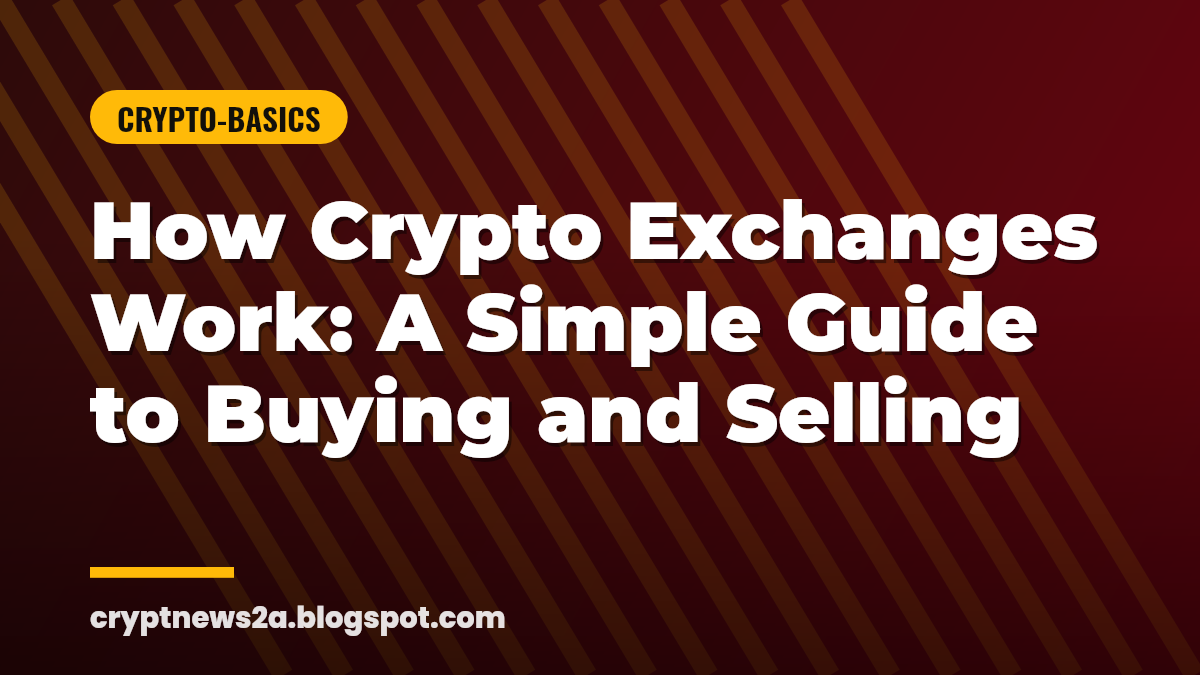 CRYPTO-BASICS
How Crypto Exchanges
Work: A Simple Guide
to Buying and Selling
cryptnews2a.blogspot.com